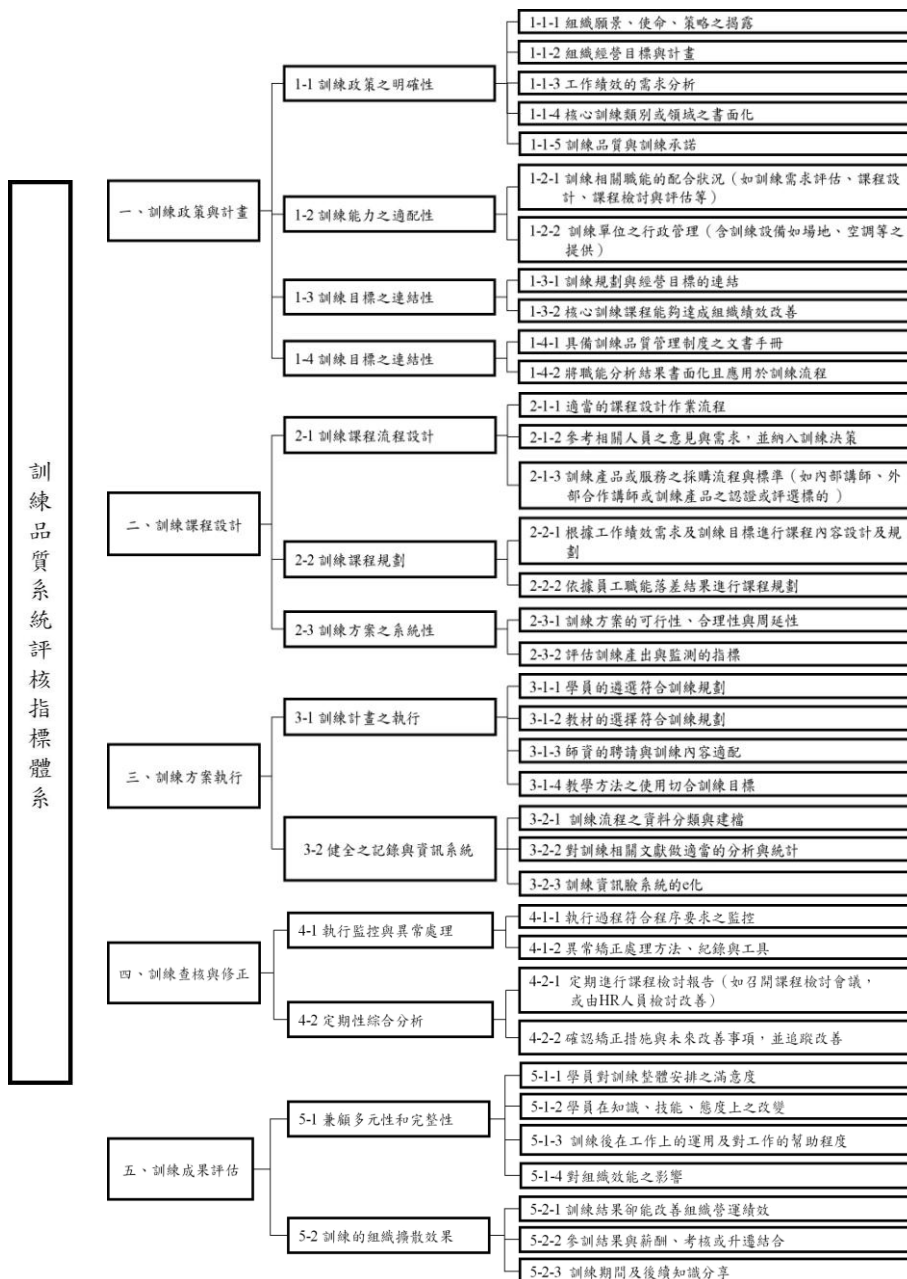 訓練品質系統評核指標體系
一、訓練政策與計畫
1-1 訓練政策之明確性
1-1-1 組織願景、使命、策略之揭露
1-1-2 組織經營目標與計畫
1-1-3 工作績效的需求分析
1-1-4 核心訓練類別或領域之書面化
1-1-5 訓練品質與訓練承諾
1-2 訓練能力之適配性
1-2-1 訓練相關職能的配合狀況（如訓練需求評估、課程設
計、課程檢討與評估等）
1-2-2 訓練單位之行政管理（含訓練設備如場地、空調等之
提供）
1-3 訓練目標之連結性
1-3-1 訓練規劃與經營目標的連結
1-3-2 核心訓練課程能夠達成組織績效改善
1-4 訓練目標之連結性
1-4-1 具備訓練品質管理制度之文書手冊
1-4-2 將職能分析結果書面化且應用於訓練流程
二、訓練課程設計
2-1 訓練課程流程設計
2-1-1 適當的課程設計作業流程
2-1-2 參考相關人員之意見與需求，並納入訓練決策
2-1-3 訓練產品或服務之採購流程與標準（如內部講師、外
部合作講師或訓練產品之認證或評選標的 ）
2-2 訓練課程規劃
2-2-1 根據工作績效需求及訓練目標進行課程內容設計及規
劃
2-2-2 依據員工職能落差結果進行課程規劃
2-3 訓練方案之系統性
2-3-1 訓練方案的可行性、合理性與周延性
2-3-2 評估訓練產出與監測的指標
三、訓練方案執行
3-1 訓練計畫之執行
3-1-1 學員的遴選符合訓練規劃
3-1-2 教材的選擇符合訓練規劃
3-1-3 師資的聘請與訓練內容適配
3-1-4 教學方法之使用切合訓練目標
3-2 健全之記錄與資訊系統
3-2-1 訓練流程之資料分類與建檔
3-2-2 對訓練相關文獻做適當的分析與統計
3-2-3 訓練資訊臉系統的e化
四、訓練查核與修正
4-1 執行監控與異常處理
4-1-1 執行過程符合程序要求之監控
4-1-2 異常矯正處理方法、紀錄與工具
4-2 定期性綜合分析
4-2-1 定期進行課程檢討報告（如召開課程檢討會議，
或由HR人員檢討改善）
4-2-2 確認矯正措施與未來改善事項，並追蹤改善
五、訓練成果評估
5-1 兼顧多元性和完整性
5-1-1 學員對訓練整體安排之滿意度
5-1-2 學員在知識、技能、態度上之改變
5-1-3 訓練後在工作上的運用及對工作的幫助程度
5-1-4 對組織效能之影響
5-2 訓練的組織擴散效果
5-2-1 訓練結果卻能改善組織營運績效
5-2-2 參訓結果與薪酬、考核或升遷結合
5-2-3 訓練期間及後續知識分享